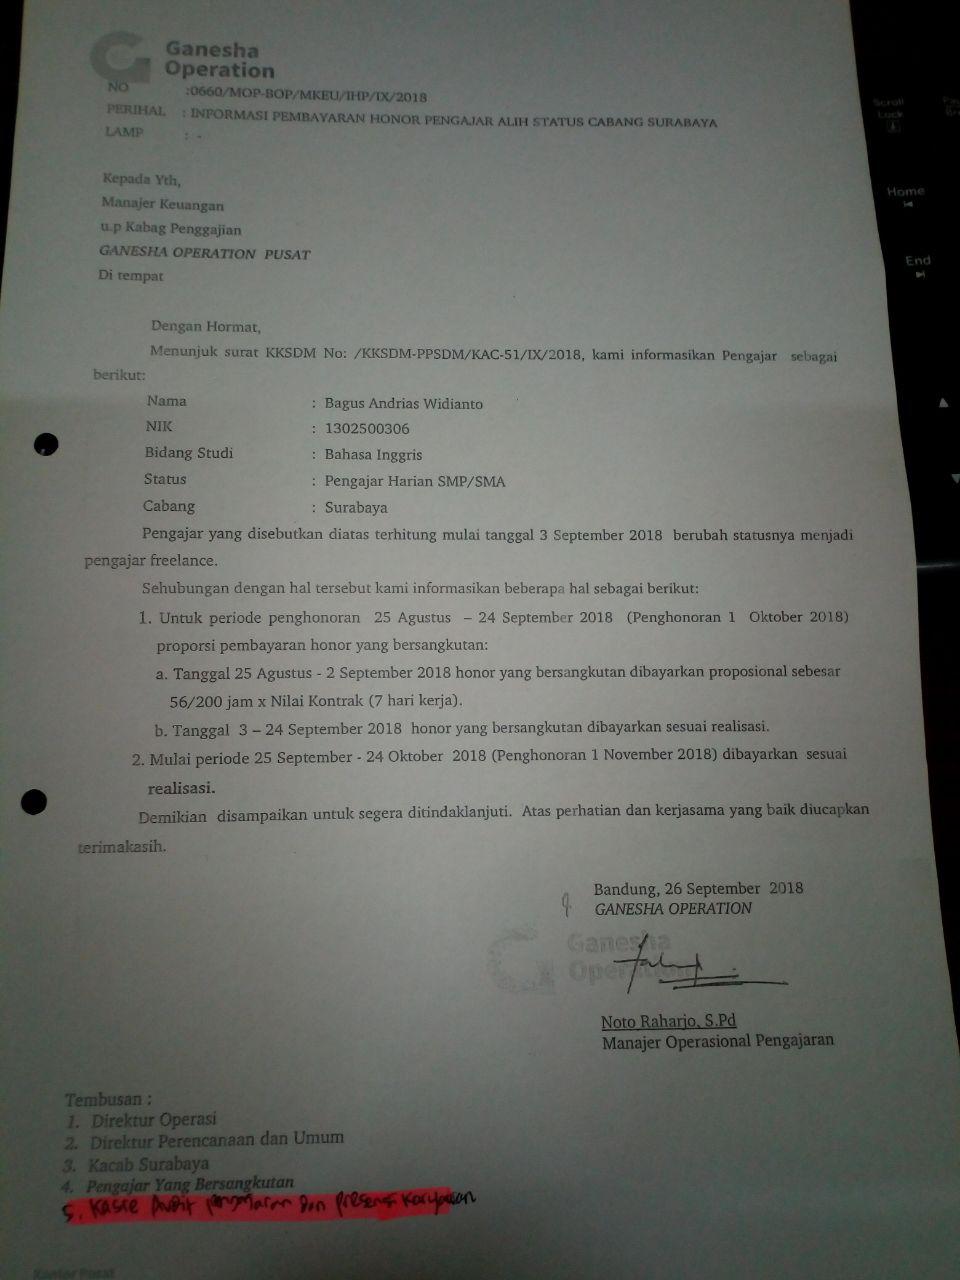 Ganesha
Operation
NO :0660/MOP-BOP/MKEU/IHP/IX/2018
PERIHAL : INFORMASI PEMBAYARAN HONOR PENGAJAR ALIH STATUS CABANG SURABAYA
LAMP : -
Kepada Yth,
Manajer Keuangan
u.p Kabag Penggajian
GANESHA OPERATION PUSAT
Di tempat
Dengan Hormat,
Menunjuk surat KKSDM No: /KKSDM-PPSDM/KAC-51/IX/2018, kami informasikan Pengajar sebagai
berikut:
Nama : Bagus Andrias Widianto
NIK : 1302500306
Bidang Studi : Bahasa Inggris
Status : Pengajar Harian SMP/SMA
Cabang : Surabaya
Pengajar yang disebutkan diatas terhitung mulai tanggal 3 September 2018 berubah statusnya menjadi
pengajar freelance.
Sehubungan dengan hal tersebut kami informasikan beberapa hal sebagai berikut:
1. Untuk periode penghonoran 25 Agustus – 24 September 2018 (Penghonoran 1 Oktober 2018)
proporsi pembayaran honor yang bersangkutan:
a. Tanggal 25 Agustus - 2 September 2018 honor yang bersangkutan dibayarkan proposional sebesar
56/200 jam x Nilai Kontrak (7 hari kerja).
b. Tanggal 3 – 24 September 2018 honor yang bersangkutan dibayarkan sesuai realisasi.
2. Mulai periode 25 September - 24 Oktober 2018 (Penghonoran 1 November 2018) dibayarkan sesuai
realisasi.
Demikian disampaikan untuk segera ditindaklanjuti. Atas perhatian dan kerjasama yang baik diucapkan
terimakasih.
Bandung, 26 September 2018
GANESHA OPERATION
Ganesha
Operation
Noto Raharjo, S.Pd
Manajer Operasional Pengajaran
Tembusan :
1. Direktur Operasi
2. Direktur Perencanaan dan Umum
3. Kacab Surabaya
4. Pengajar Yang Bersangkutan
5. Kasie Audit pengajaran dan presensi karyawan
Kantor Pusat
Scroll
Lock
Home
End